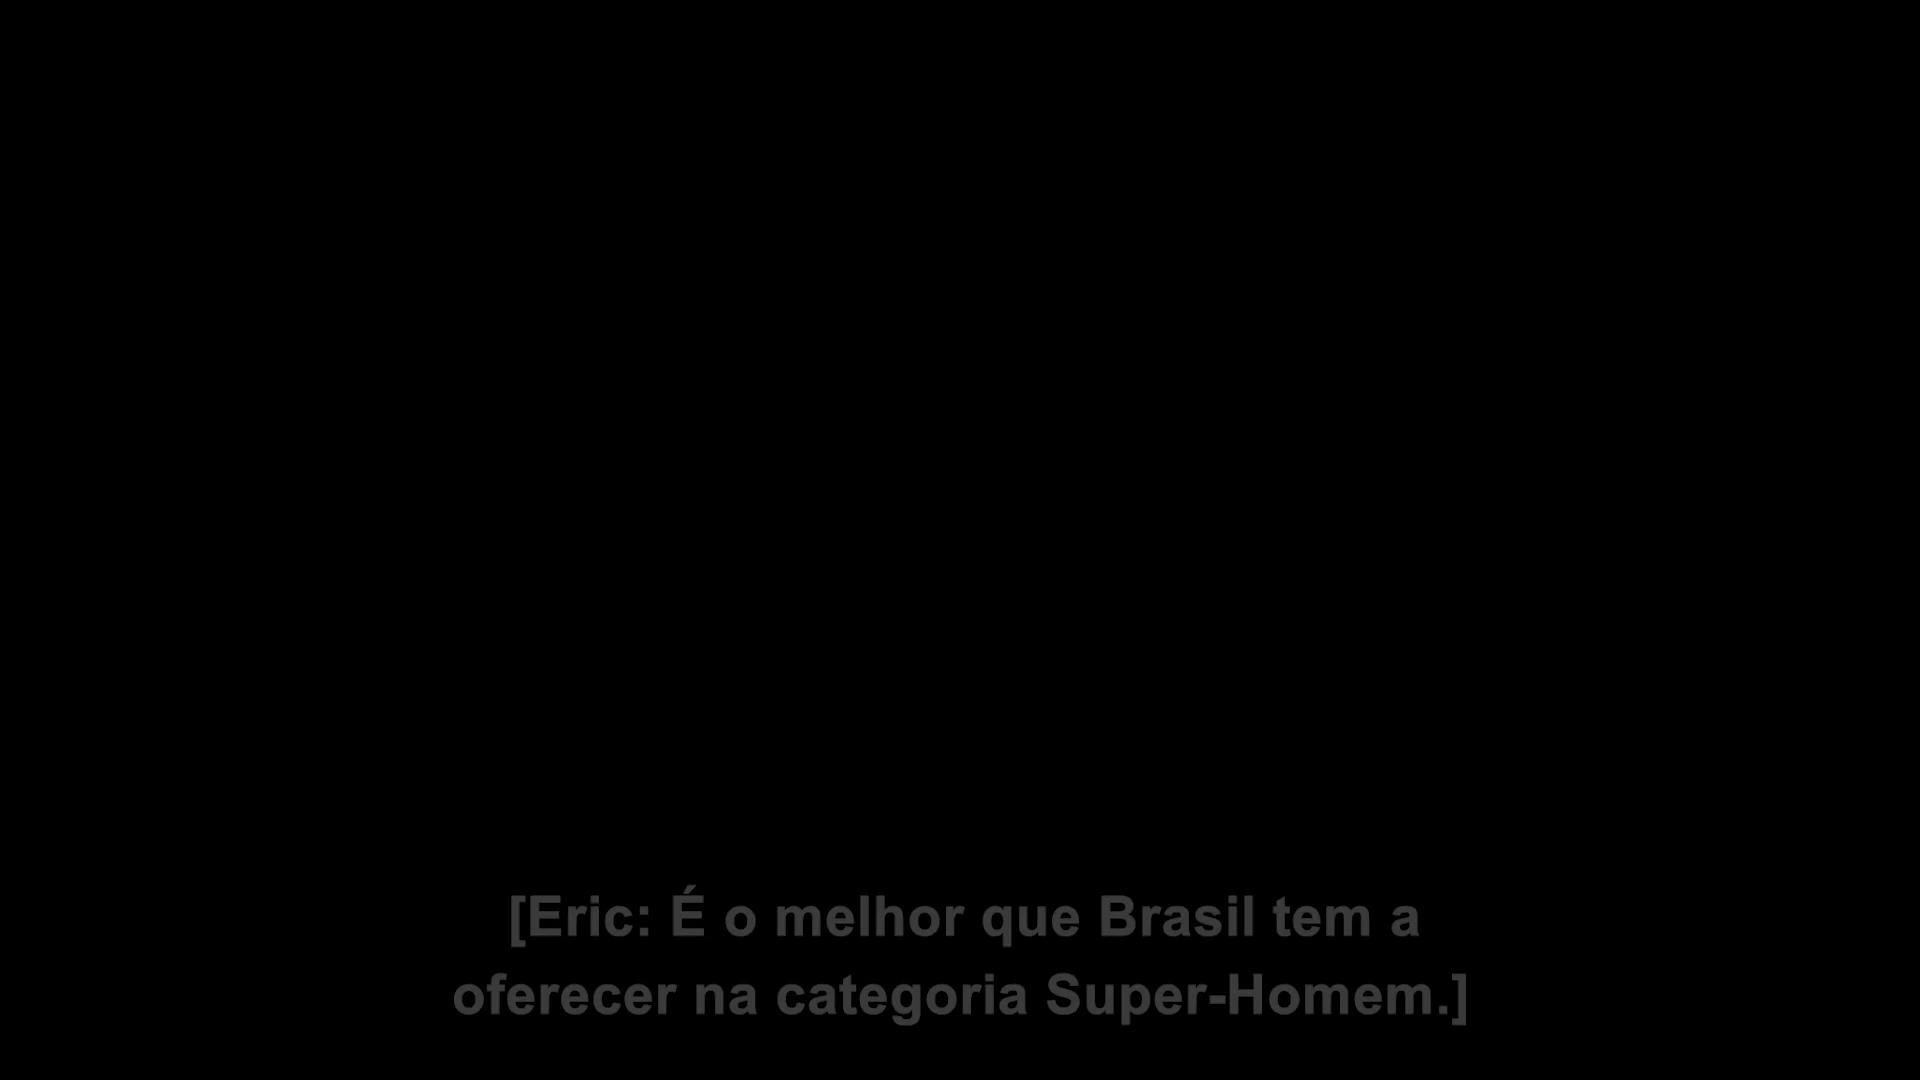 [Eric: É o melhor que Brasil tem a
oferecer na categoria Super-Homem.]